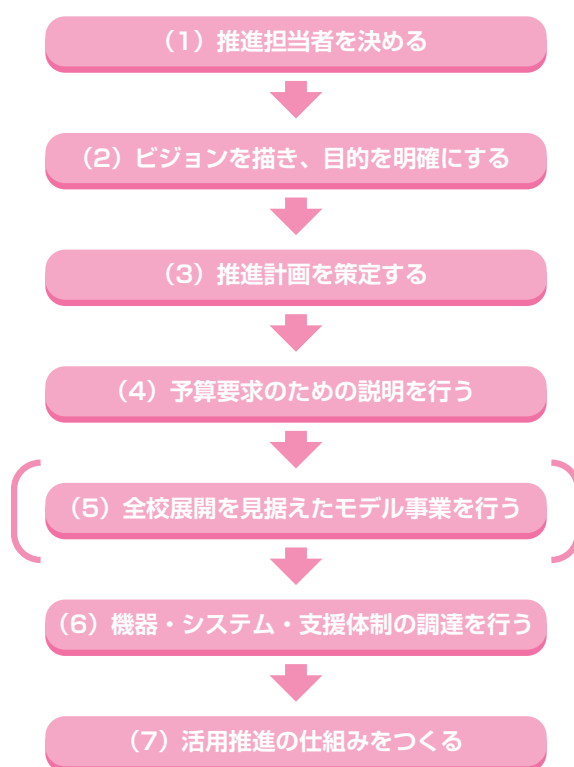 （1）推進担当者を決める
（2）ビジョンを描き、目的を明確にする
（3）推進計画を策定する
（4）予算要求のための説明を行う
（5）全校展開を見据えたモデル事業を行う
（6）機器・システム・支援体制の調達を行う
（7）活用推進の仕組みをつくる